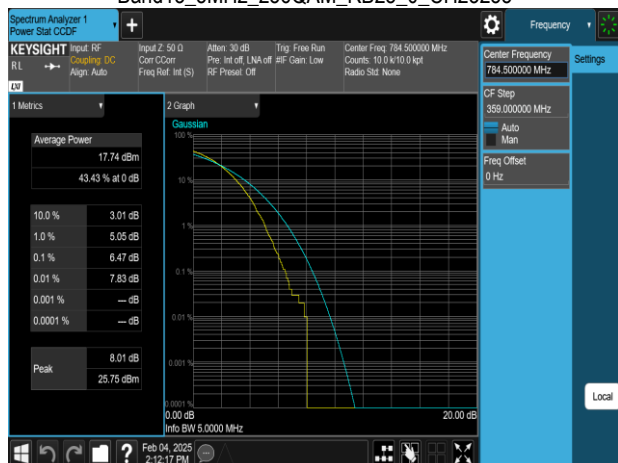 Spectrum Analyzer 1
Power Stat CCDF
Frequency
KEYSIGHT
RL
Input: RF
Coupling: DC
Align: Auto
Input Z: 50 Ω
Corr CCorr
Freq Ref: Int (S)
Atten: 30 dB
Pre: Int off, LNA off
RF Preset: Off
Trig: Free Run
#IF Gain: Low
Center Freq: 784.500000 MHz
Counts: 10.0 k/10.0 kpt
Radio Std: None
LXI
1 Metrics
Average Power
17.74 dBm
43.43 % at 0 dB
10.0 % 3.01 dB
1.0 % 5.05 dB
0.1 % 6.47 dB
0.01 % 7.83 dB
0.001 % --- dB
0.0001 % --- dB
Peak
8.01 dB
25.75 dBm
2 Graph
Gaussian
100 %
10 %
1 %
0.1 %
0.01 %
0.001 %
0.0001 %
0.00 dB
20.00 dB
Info BW 5.0000 MHz
Center Frequency
784.500000 MHz
CF Step
359.000000 MHz
Auto
Man
Freq Offset
0 Hz
Settings
Local
?
Feb 04, 2025
2:12:17 PM